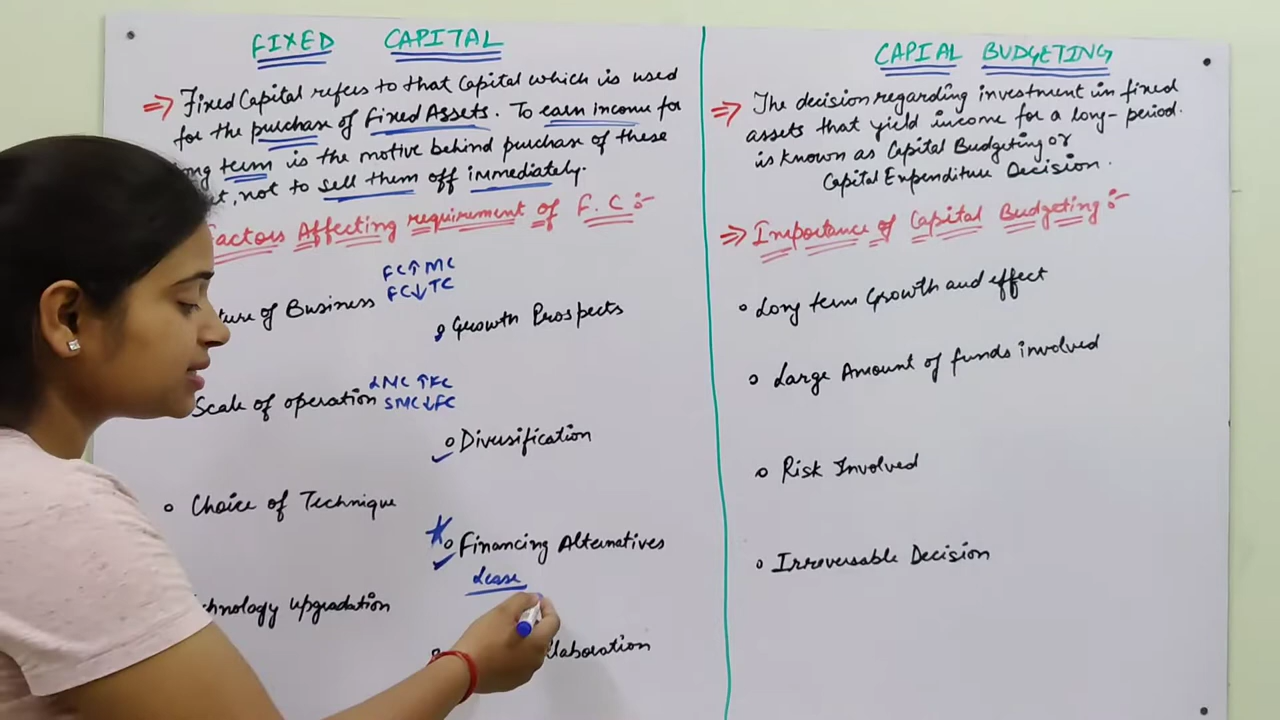 FIXED CAPITAL
⇒ Fixed Capital refers to that Capital which is used
for the purchase of Fixed Assets. To earn income for
term is the motive behind purchase of these
not to sell them off immediately.
Factors Affecting requirement of F.C :-
of Business FC↑ MC
FC↓ TC
Scale of operation LMC ↑FC
SMC↓FC
Choice of Technique
upgradation
Growth Prospects
Diversification
Financing Alternatives
Lease
CAPIAL BUDGETING
⇒ The decision regarding investment in fixed
assets that yield income for a long-period.
is known as Capital Budgeting or
Capital Expenditure Decision.
⇒ Importance of Capital Budgeting :-
Long term Growth and effect
Large Amount of funds involved
Risk Involved
Irreversable Decision